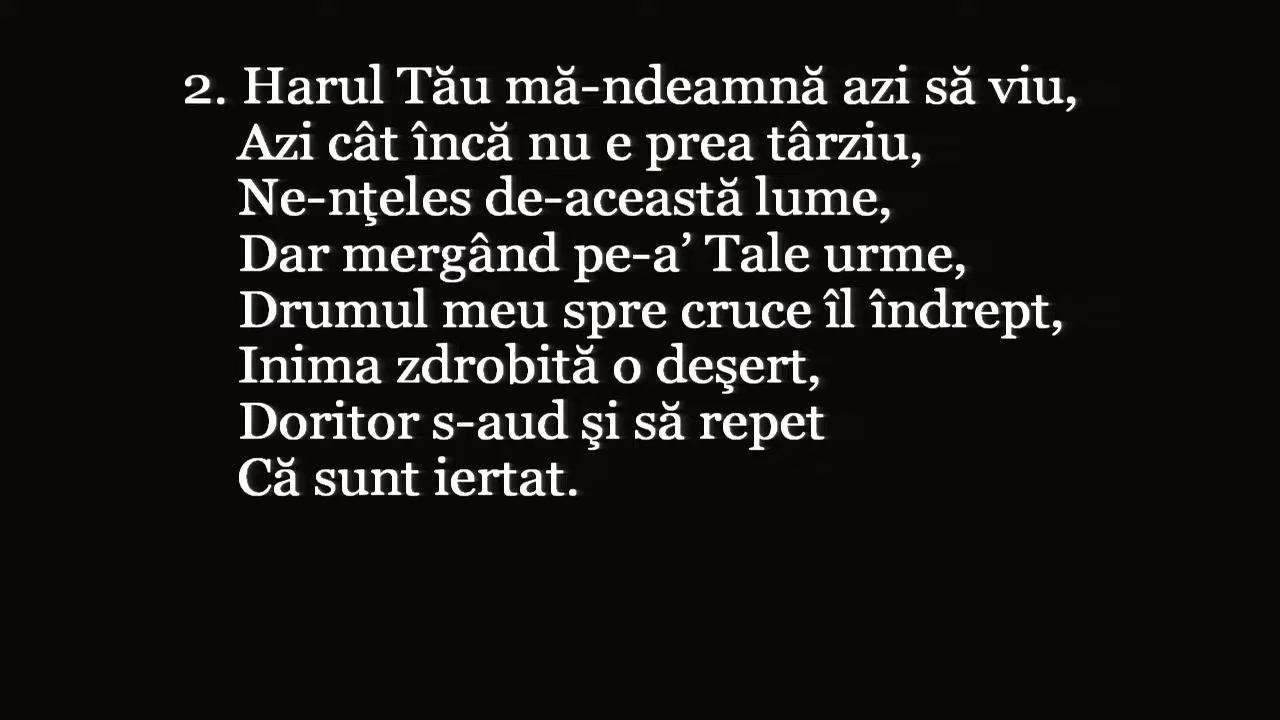 2. Harul Tău mă-ndeamnă azi să viu,
Azi cât încă nu e prea târziu,
Ne-nţeles de-această lume,
Dar mergând pe-a’ Tale urme,
Drumul meu spre cruce îl îndrept,
Inima zdrobită o deşert,
Doritor s-aud şi să repet
Că sunt iertat.